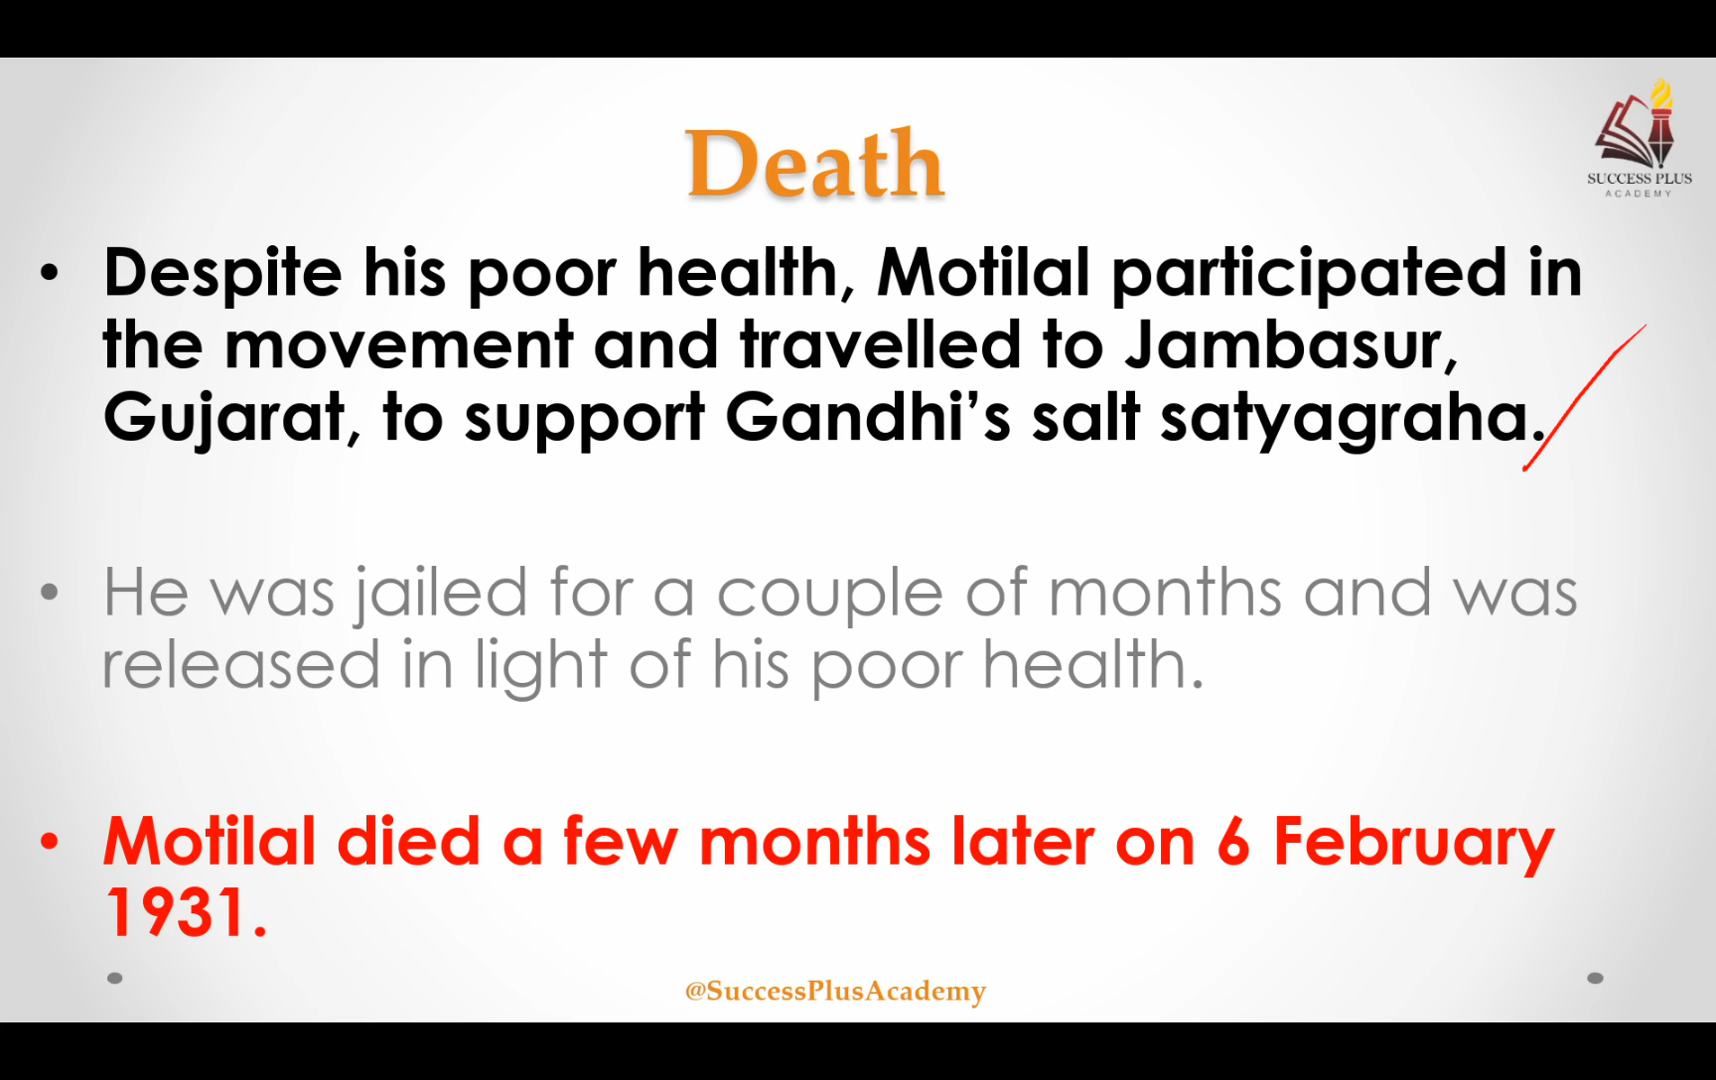 Death
SUCCESS PLUS
ACADEMY
• Despite his poor health, Motilal participated in
the movement and travelled to Jambasur,
Gujarat, to support Gandhi’s salt satyagraha.
• He was jailed for a couple of months and was
released in light of his poor health.
• Motilal died a few months later on 6 February
1931.
@SuccessPlusAcademy